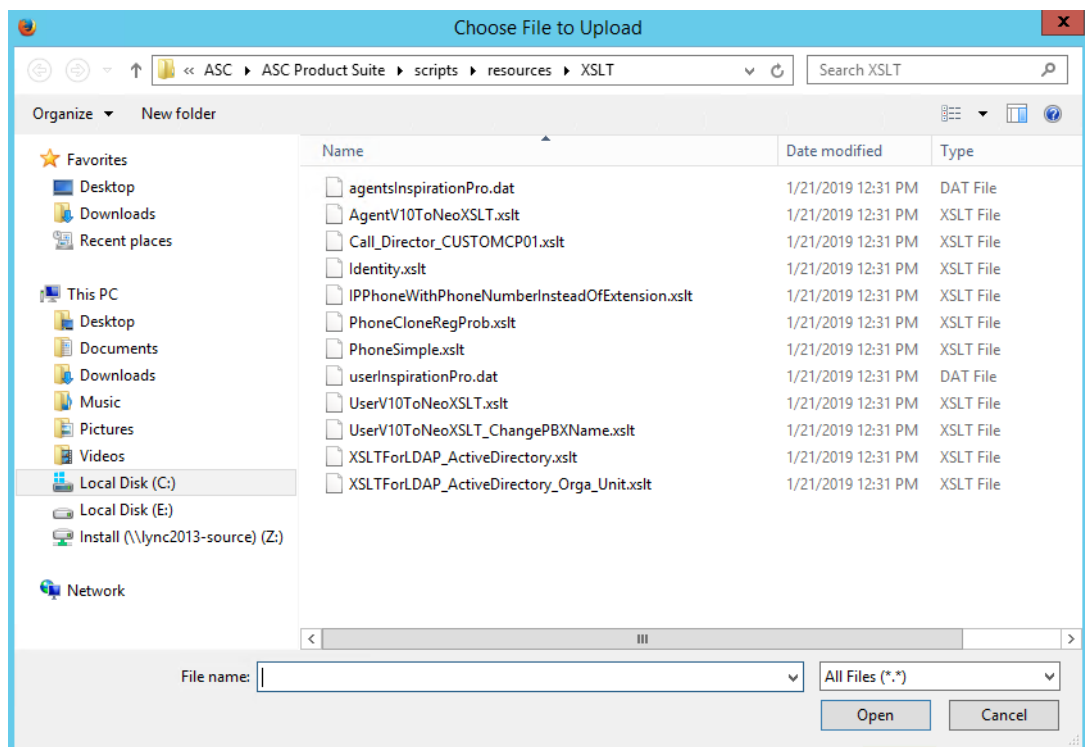 Choose File to Upload
x
« ASC ▸ ASC Product Suite ▸ scripts ▸ resources ▸ XSLT
Search XSLT
Organize
New folder
Name
Date modified
Type
Favorites
Desktop
Downloads
Recent places
This PC
Desktop
Documents
Downloads
Music
Pictures
Videos
Local Disk (C:)
Local Disk (E:)
Install (\\lync2013-source) (Z:)
Network
agentsInspirationPro.dat 1/21/2019 12:31 PM DAT File
AgentV10ToNeoXSLT.xslt 1/21/2019 12:31 PM XSLT File
Call_Director_CUSTOMCP01.xslt 1/21/2019 12:31 PM XSLT File
Identity.xslt 1/21/2019 12:31 PM XSLT File
IPPhoneWithPhoneNumberInsteadOfExtension.xslt 1/21/2019 12:31 PM XSLT File
PhoneCloneRegProb.xslt 1/21/2019 12:31 PM XSLT File
PhoneSimple.xslt 1/21/2019 12:31 PM XSLT File
userInspirationPro.dat 1/21/2019 12:31 PM DAT File
UserV10ToNeoXSLT.xslt 1/21/2019 12:31 PM XSLT File
UserV10ToNeoXSLT_ChangePBXName.xslt 1/21/2019 12:31 PM XSLT File
XSLTForLDAP_ActiveDirectory.xslt 1/21/2019 12:31 PM XSLT File
XSLTForLDAP_ActiveDirectory_Orga_Unit.xslt 1/21/2019 12:31 PM XSLT File
File name:
All Files (*.*)
Open
Cancel